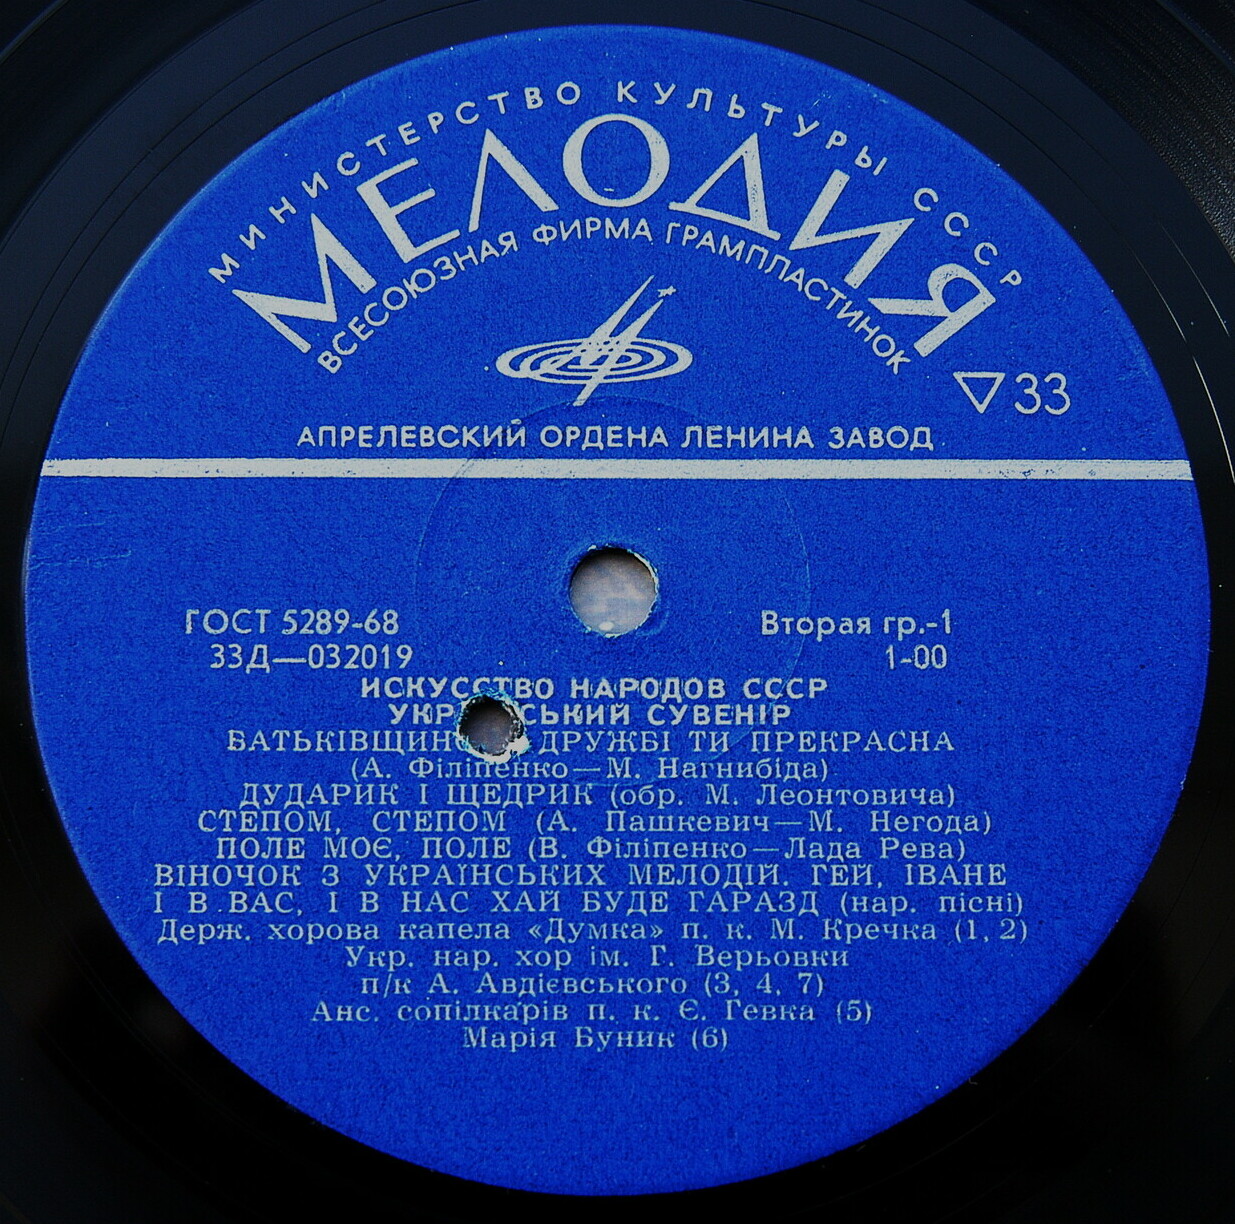 МИНИСТЕРСТВО КУЛЬТУРЫ СССР
МЕЛОДИЯ
ВСЕСОЮЗНАЯ ФИРМА ГРАМПЛАСТИНОК
33
АПРЕЛЕВСКИЙ ОРДЕНА ЛЕНИНА ЗАВОД
ГОСТ 5289-68
Вторая гр.-1
33Д—032019
1-00
ИСКУССТВО НАРОДОВ СССР
СУВЕНІР
ДРУЖБІ ТИ ПРЕКРАСНА
(А. Філіпенко—М. Нагнибіда)
ДУДАРИК І ЩЕДРИК (обр. М. Леонтовича)
СТЕПОМ, СТЕПОМ (А. Пашкевич—М. Негода)
ПОЛЕ МОЄ, ПОЛЕ (В. Філіпенко—Лада Рева)
ВІНОЧОК З УКРАЇНСЬКИХ МЕЛОДІЙ. ГЕЙ, ІВАНЕ
І В ВАС, І В НАС ХАЙ БУДЕ ГАРАЗД (нар. пісні)
Держ. хорова капела «Думка» п. к. М. Кречка (1, 2)
Укр. нар. хор ім. Г. Верьовки
п/к А. Авдієвського (3, 4, 7)
Анс. сопілкарів п. к. Є. Гевка (5)
Марія Буник (6)